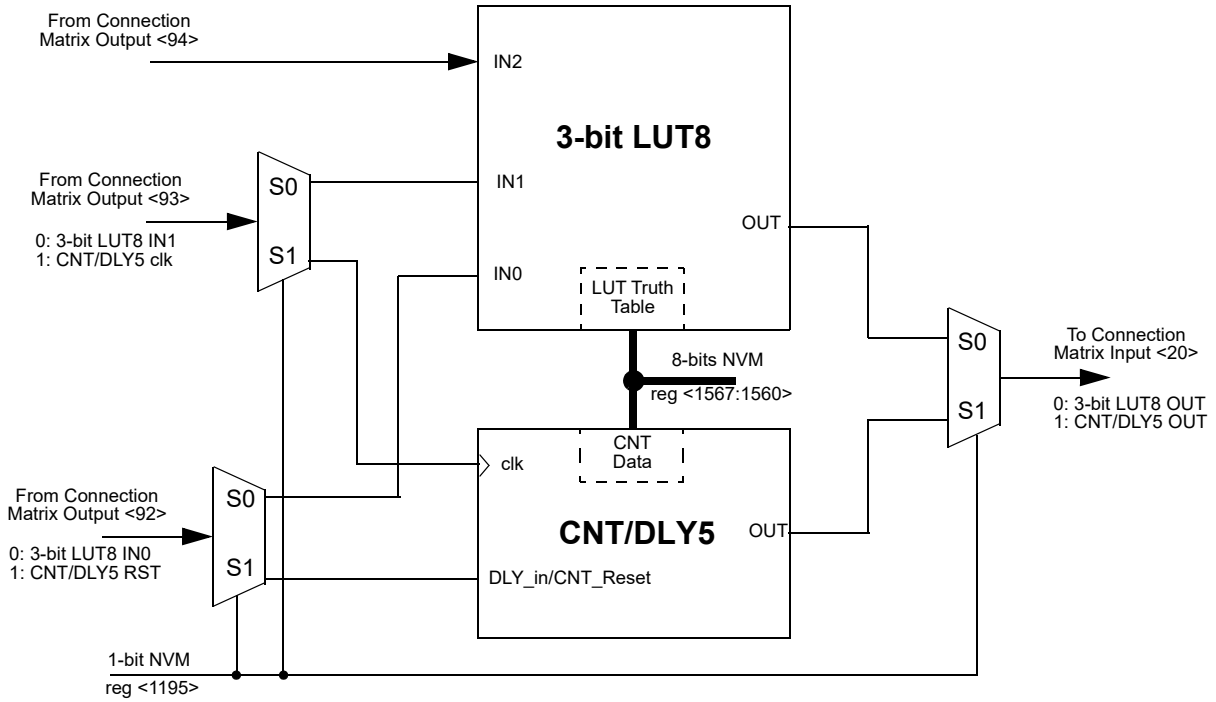 From Connection
Matrix Output <94>
IN2
3-bit LUT8
From Connection
Matrix Output <93>
S0
IN1
0: 3-bit LUT8 IN1
1: CNT/DLY5 clk
S1
OUT
IN0
LUT Truth
Table
8-bits NVM
reg <1567:1560>
S0
To Connection
Matrix Input <20>
S1
0: 3-bit LUT8 OUT
1: CNT/DLY5 OUT
CNT
Data
clk
From Connection
Matrix Output <92>
S0
CNT/DLY5
OUT
0: 3-bit LUT8 IN0
1: CNT/DLY5 RST
S1
DLY_in/CNT_Reset
1-bit NVM
reg <1195>